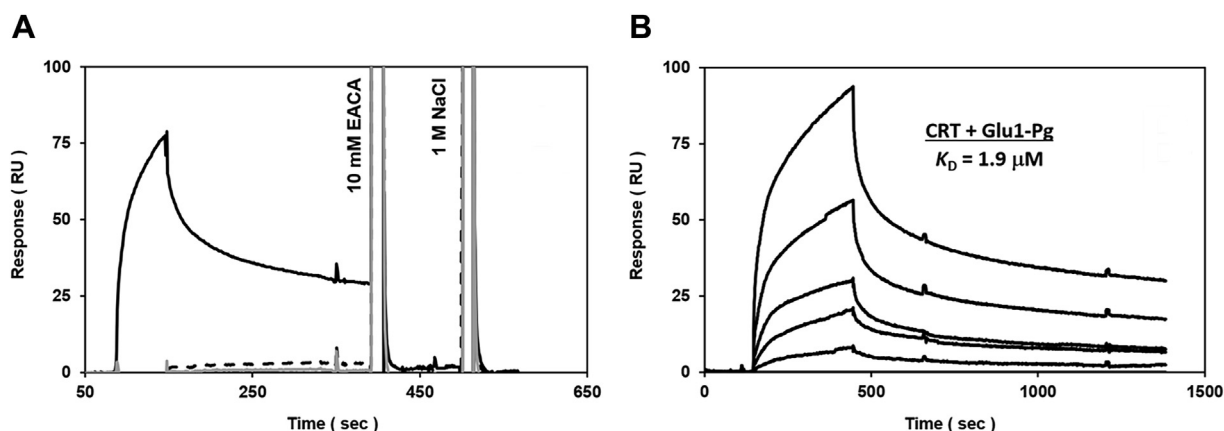 A
Response ( RU )
100
75
50
25
0
50
250
450
650
Time ( sec )
10 mM EACA
1 M NaCl
B
Response ( RU )
100
75
50
25
0
0
500
1000
1500
Time ( sec )
CRT + Glu1-Pg
KD = 1.9 μM